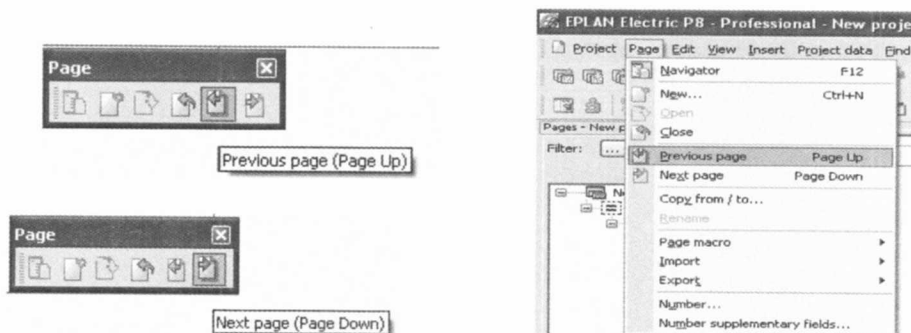 Page
Previous page (Page Up)
Page
Next page (Page Down)
EPLAN Electric P8 - Professional - New proje
Project Page Edit View Insert Project data Find
Navigator F12
New... Ctrl+N
Open
Close
Pages - New p
Filter: ...
Previous page Page Up
Next page Page Down
Copy from / to...
Rename
Page macro
Import
Export
Number...
Number supplementary fields...